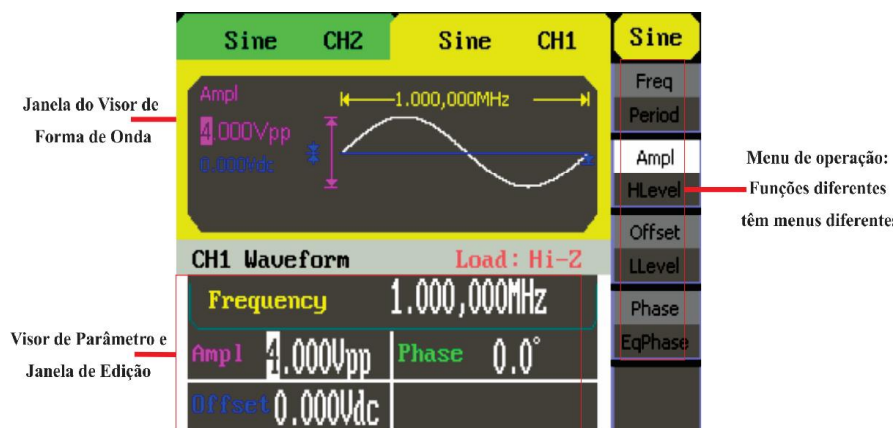 Sine CH2
Sine CH1
Sine
Janela do Visor de
Forma de Onda
Ampl
4.000Vpp
0.000Vdc
1.000,000MHz
Freq
Period
Ampl
HLevel
Offset
LLevel
Phase
EqPhase
Menu de operação:
Funções diferentes
têm menus diferentes
CH1 Waveform
Load: Hi-Z
Visor de Parâmetro e
Janela de Edição
Frequency 1.000,000MHz
Ampl 4.000Vpp
Phase 0.0°
Offset 0.000Vdc